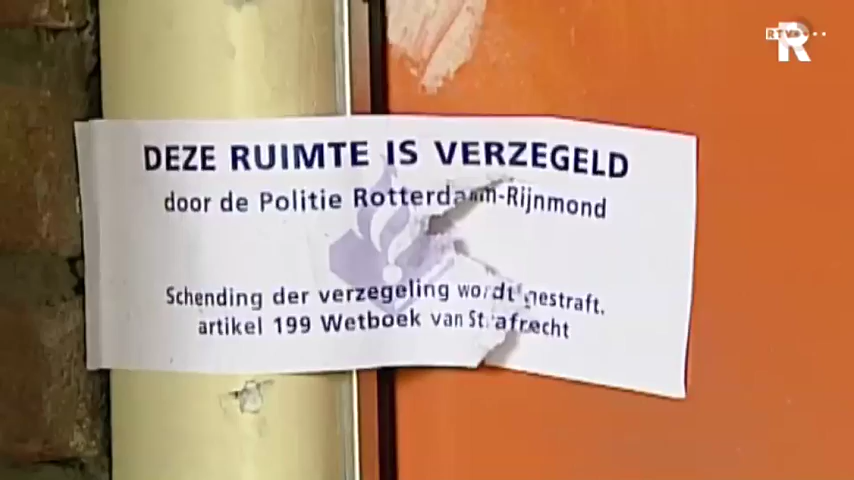 RTV
R
DEZE RUIMTE IS VERZEGELD
door de Politie Rotterdam-Rijnmond
Schending der verzegeling wordt gestraft.
artikel 199 Wetboek van Strafrecht